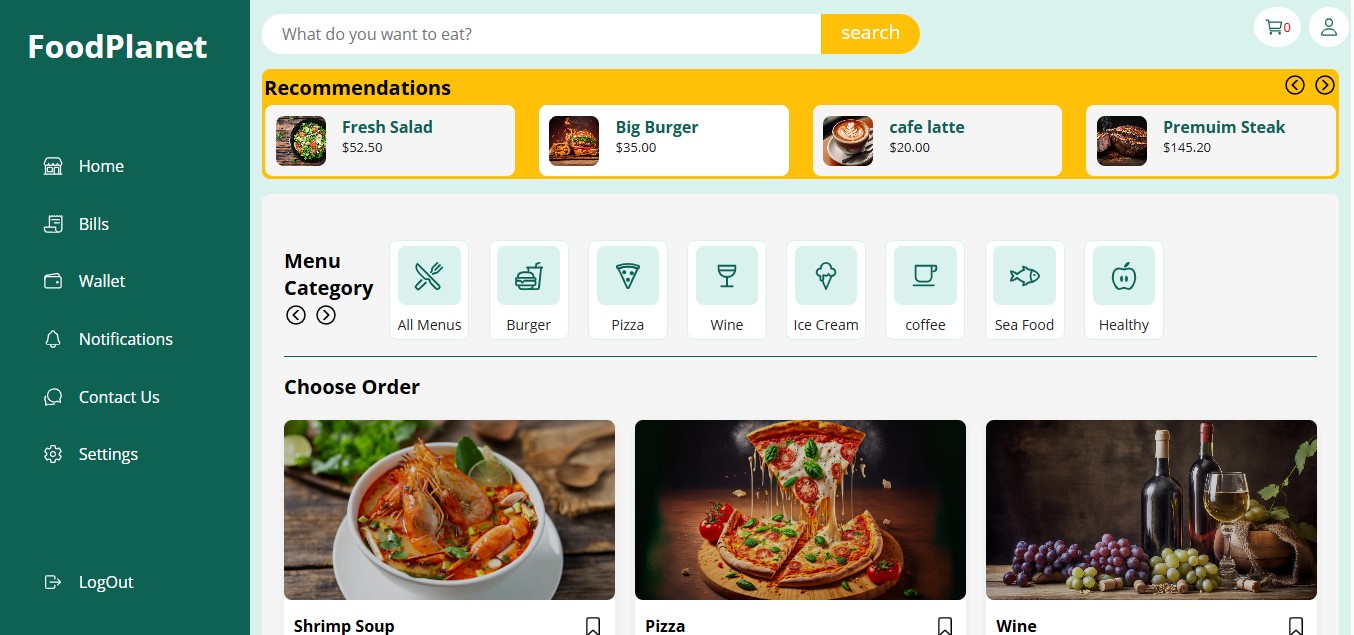 FoodPlanet
Home
Bills
Wallet
Notifications
Contact Us
Settings
LogOut
What do you want to eat?
search
0
Recommendations
Fresh Salad
$52.50
Big Burger
$35.00
cafe latte
$20.00
Premuim Steak
$145.20
Menu
Category
All Menus
Burger
Pizza
Wine
Ice Cream
coffee
Sea Food
Healthy
Choose Order
Shrimp Soup
Pizza
Wine